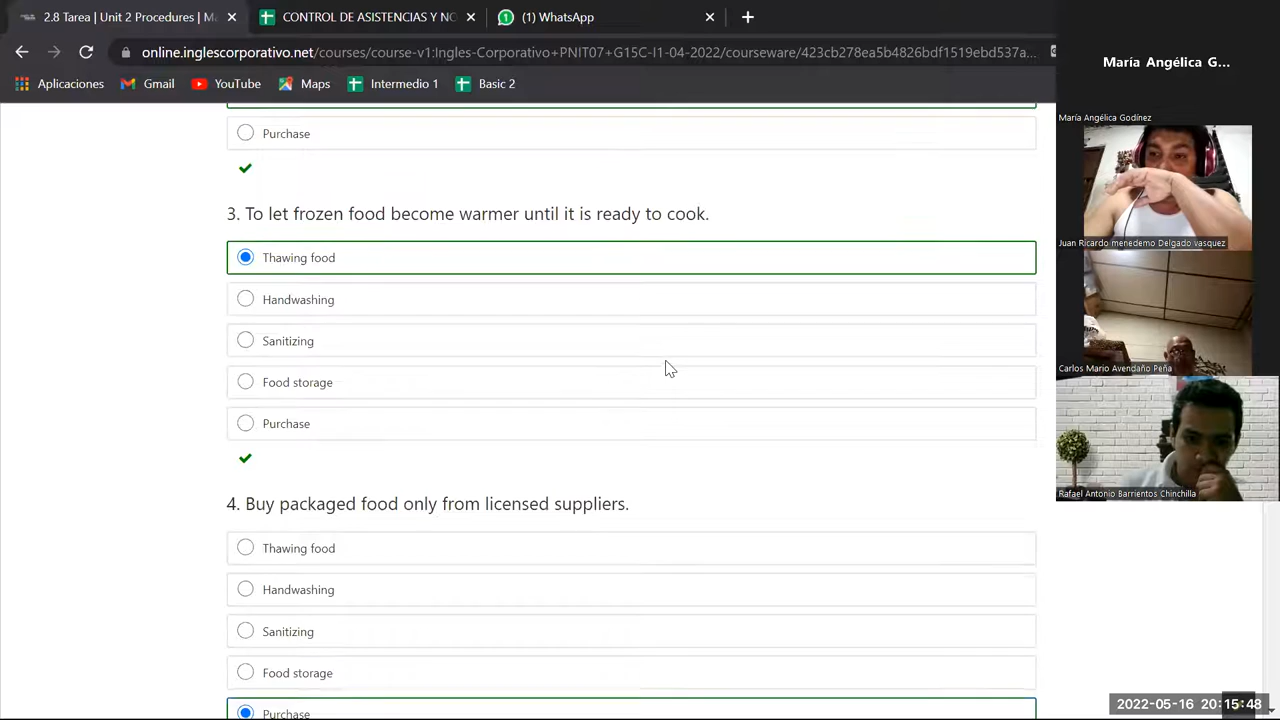 2.8 Tarea | Unit 2 Procedures | Ma
CONTROL DE ASISTENCIAS Y NO
(1) WhatsApp
online.inglescorporativo.net/courses/course-v1:Ingles-corporativo+PNIT07+G15C-I1-04-2022/courseware/423cb278ea5b4826bdf1519ebd537a...
Aplicaciones
Gmail
YouTube
Maps
Intermedio 1
Basic 2
Purchase
3. To let frozen food become warmer until it is ready to cook.
Thawing food
Handwashing
Sanitizing
Food storage
Purchase
4. Buy packaged food only from licensed suppliers.
Thawing food
Handwashing
Sanitizing
Food storage
Purchase
María Angélica G...
María Angélica Godínez
Juan Ricardo menedemo Delgado vasquez
Carlos Mario Avendaño Peña
Rafael Antonio Barrientos Chinchilla
2022-05-16 20:15:48